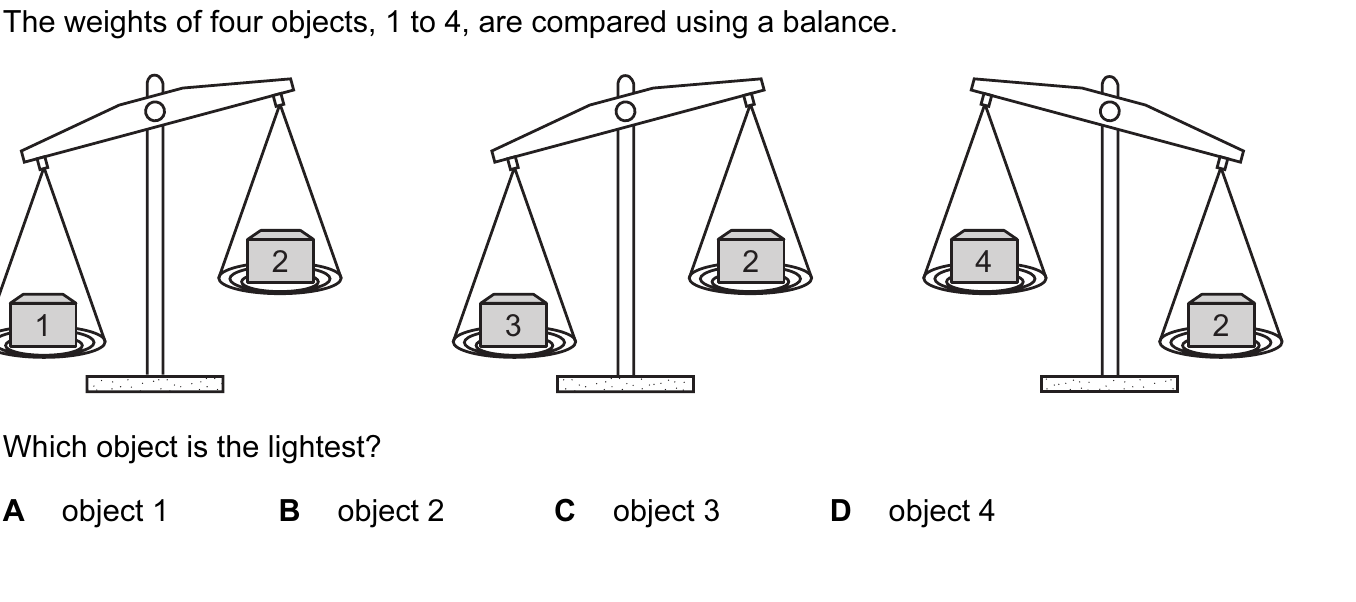 The weights of four objects, 1 to 4, are compared using a balance.
2 2 4
1 3 2
Which object is the lightest?
A object 1 B object 2 C object 3 D object 4